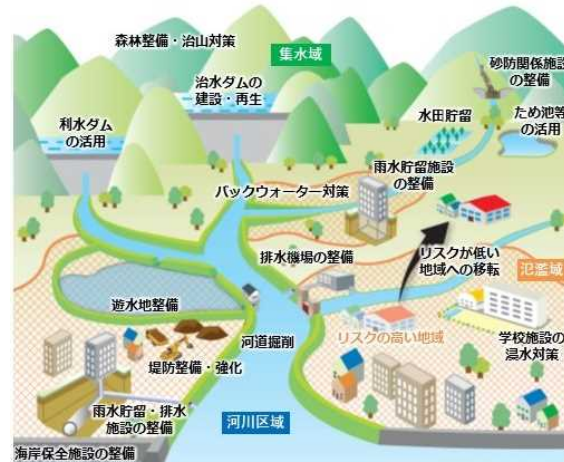 森林整備・治山対策
集水域
砂防関係施設
の整備
治水ダムの
建設・再生
水田貯留
ため池等
の活用
利水ダム
の活用
雨水貯留施設
の整備
バックウォーター対策
排水機場の整備
リスクが低い
地域への移転
氾濫域
遊水地整備
リスクの高い地域
学校施設の
浸水対策
河道掘削
堤防整備・強化
雨水貯留・排水
施設の整備
河川区域
海岸保全施設の整備